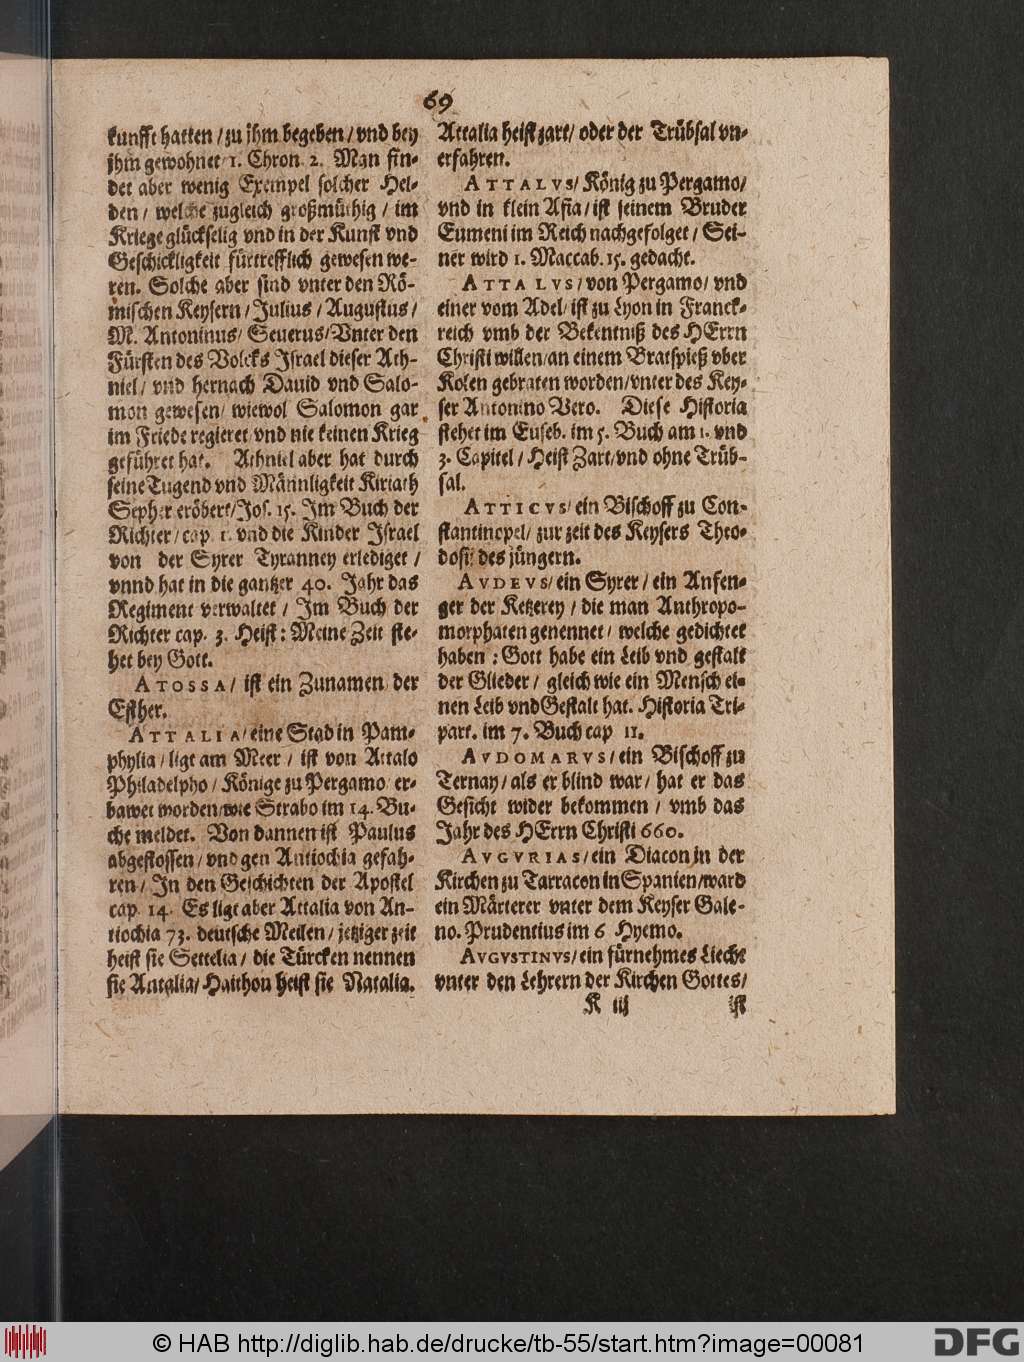 69
kunfft hatten / zu jhm begeben / vnd bey
jhm gewohnet / 1. Chron. 2. Man fin-
det aber wenig Exempel solcher Hel-
den / welche zugleich großmütig / im
Kriege glückselig vnd in der Kunst vnd
Geschickligkeit fürtrefflich gewesen we-
ren. Solche aber sind vnter den Rö-
mischen Keysern / Julius / Augustus /
M. Antoninus / Seuerus / Vnter den
Fürsten des Volcks Israel dieser Ath-
niel / vnd hernach Dauid vnd Salo-
mon gewesen / wiewol Salomon gar
im Friede regieret / vnd nie keinen Krieg
geführet hat. Athniel aber hat durch
seine Tugend vnd Männligkeit Kiriath
Sepher eröbert / Jos. 15. Im Buch der
Richter / cap. 1. vnd die Kinder Israel
von der Syrer Tyranney erlediget /
vnnd hat in die gantzer 40. Jahr das
Regiment verwaltet / Im Buch der
Richter cap. 3. Heist : Meine Zeit ste-
het bey Gott.
ATOSSA / ist ein Zunamen der
Esther.
ATTALIA / eine Stad in Pam-
phylia / ligt am Meer / ist von Attalo
Philadelpho / Könige zu Pergamo / er-
bawet worden / wie Strabo im 14. Bu-
che meldet. Von dannen ist Paulus
abgestossen / vnd gen Antiochia gefah-
ren / In den Geschichten der Apostel
cap. 14. Es ligt aber Attalia von An-
tiochia 73. deutsche Meilen / jetziger zeit
heist sie Settelia / die Türcken nennen
sie Antalia / Haithon heist sie Natalia.
Attalia heist zart / oder der Trübsal vn-
erfahren.
ATTALVS / König zu Pergamo /
vnd in klein Asia / ist seinem Bruder
Eumeni im Reich nachgefolget / Sei-
ner wird 1. Maccab. 15. gedacht.
ATTALVS / von Pergamo / vnd
einer vom Adel / ist zu Lyon in Franck-
reich vmb der Bekentniß des HErrn
Christi willen / an einem Bratspieß vber
Kolen gebraten worden / vnter des Key-
ser Antonino Vero. Diese Historia
stehet im Euseb. im 5. Buch am 1. vnd
3. Capitel / Heist Zart / vnd ohne Trüb-
sal.
ATTICVS / ein Bischoff zu Con-
stantinopel / zur zeit des Keysers Theo-
dosij des jüngern.
AVDEVS / ein Syrer / ein Anfen-
ger der Ketzerey / die man Anthropo-
morphaten genennet / welche gedichtet
haben : Gott habe ein Leib vnd gestalt
der Glieder / gleich wie ein Mensch ei-
nen Leib vnd Gestalt hat. Historia Tri-
part. im 7. Buch cap 11.
AVDOMARVS / ein Bischoff zu
Ternay / als er blind war / hat er das
Gesicht wider bekommen / vmb das
Jahr des HErrn Christi 660.
AVGVRIAS / ein Diacon in der
Kirchen zu Tarracon in Spanien / ward
ein Märterer vnter dem Keyser Gale-
no. Prudentius im 6 Hyemo.
AVGVSTINVS / ein fürnehmes Liecht
vnter den Lehrern der Kirchen Gottes /
K iij ist
© HAB http://diglib.hab.de/drucke/tb-55/start.htm?image=00081 DFG